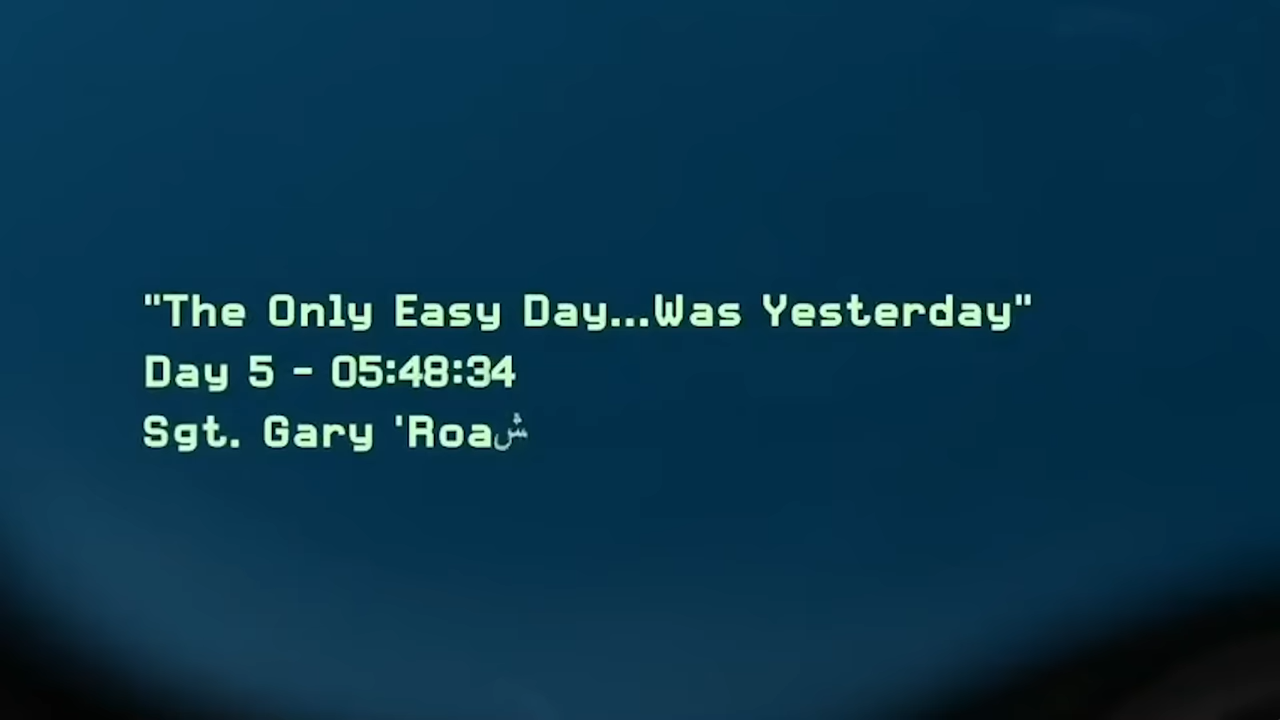 "The Only Easy Day...Was Yesterday"
Day 5 - 05:48:34
Sgt. Gary 'Roaش